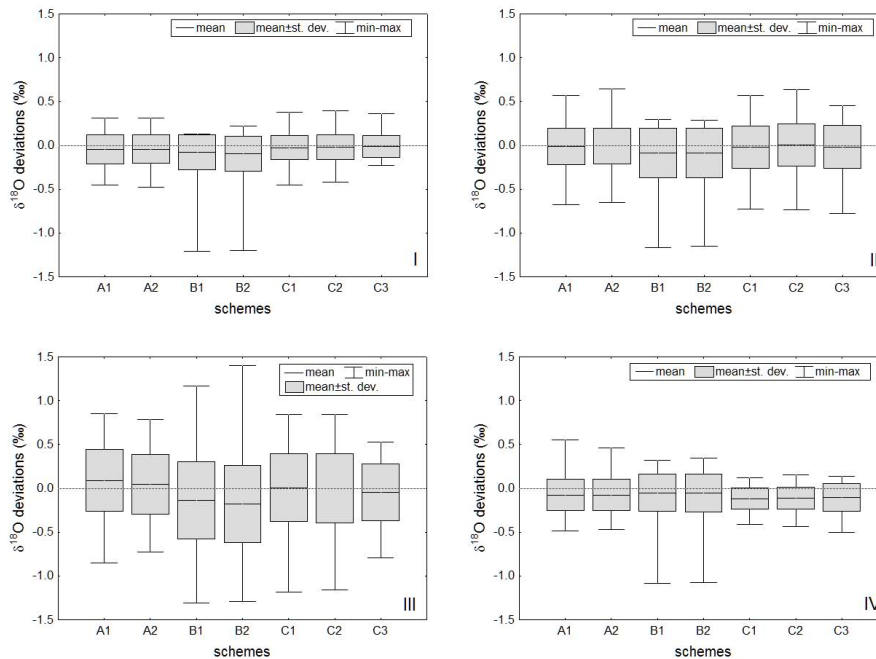 mean mean±st. dev. min-max
1.5
1.0
0.5
0.0
-0.5
-1.0
-1.5
δ18O deviations (‰)
I
A1 A2 B1 B2 C1 C2 C3
schemes
mean mean±st. dev. min-max
1.5
1.0
0.5
0.0
-0.5
-1.0
-1.5
δ18O deviations (‰)
II
A1 A2 B1 B2 C1 C2 C3
schemes
mean min-max
mean±st. dev.
1.5
1.0
0.5
0.0
-0.5
-1.0
-1.5
δ18O deviations (‰)
III
A1 A2 B1 B2 C1 C2 C3
schemes
mean mean±st. dev. min-max
1.5
1.0
0.5
0.0
-0.5
-1.0
-1.5
δ18O deviations (‰)
IV
A1 A2 B1 B2 C1 C2 C3
schemes